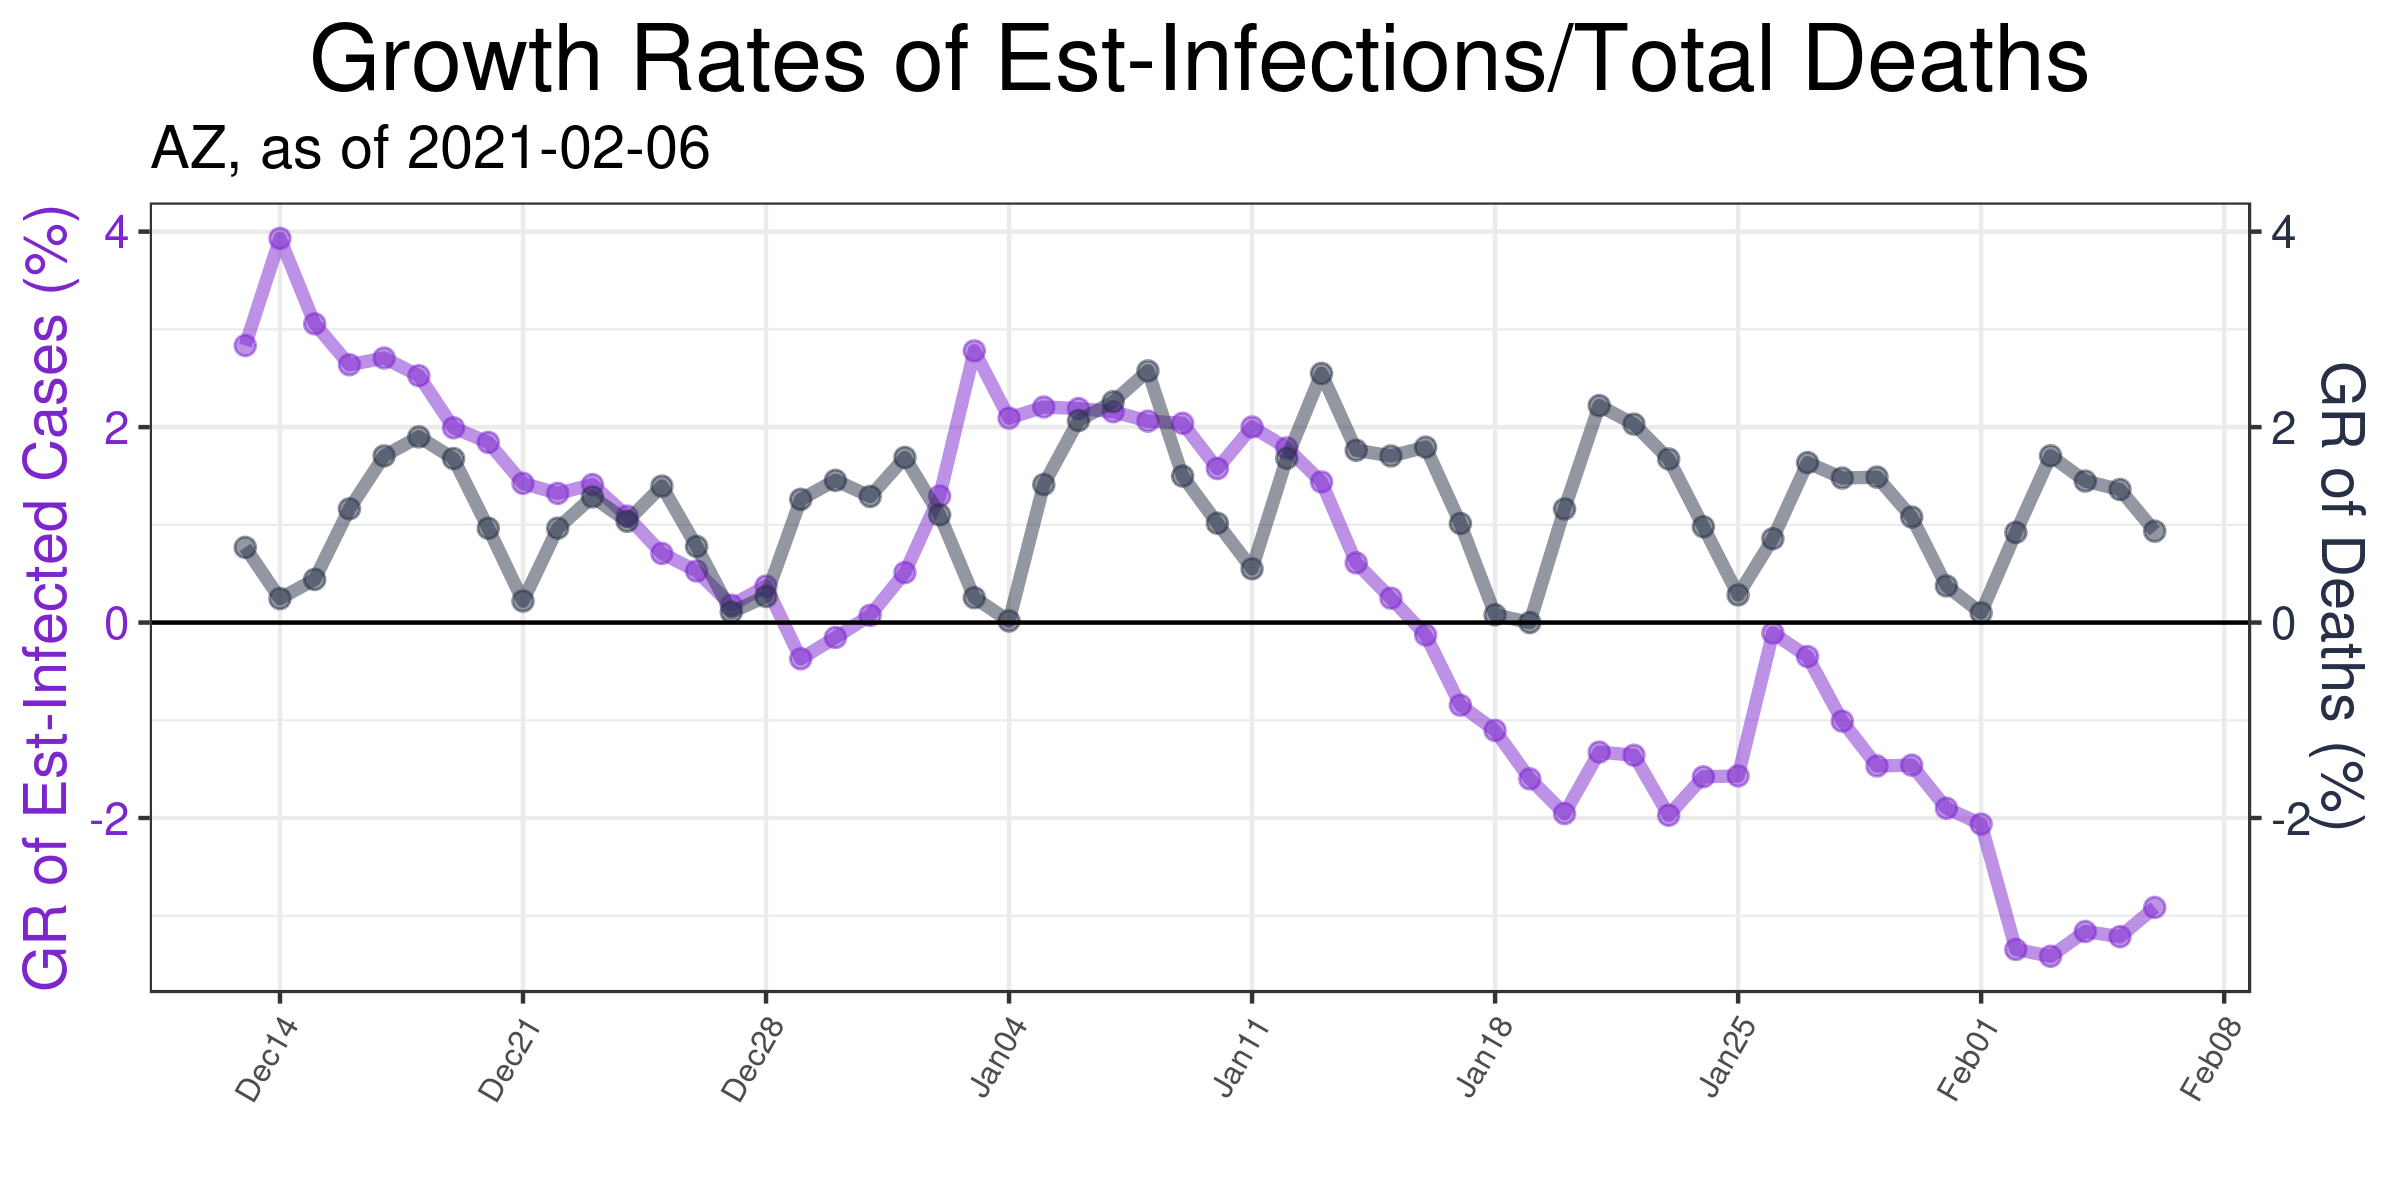 Growth Rates of Est-Infections/Total Deaths
AZ, as of 2021-02-06
GR of Est-Infected Cases (%)
4
2
0
-2
4
2
0
-2
GR of Deaths (%)
Dec14
Dec21
Dec28
Jan04
Jan11
Jan18
Jan25
Feb01
Feb08